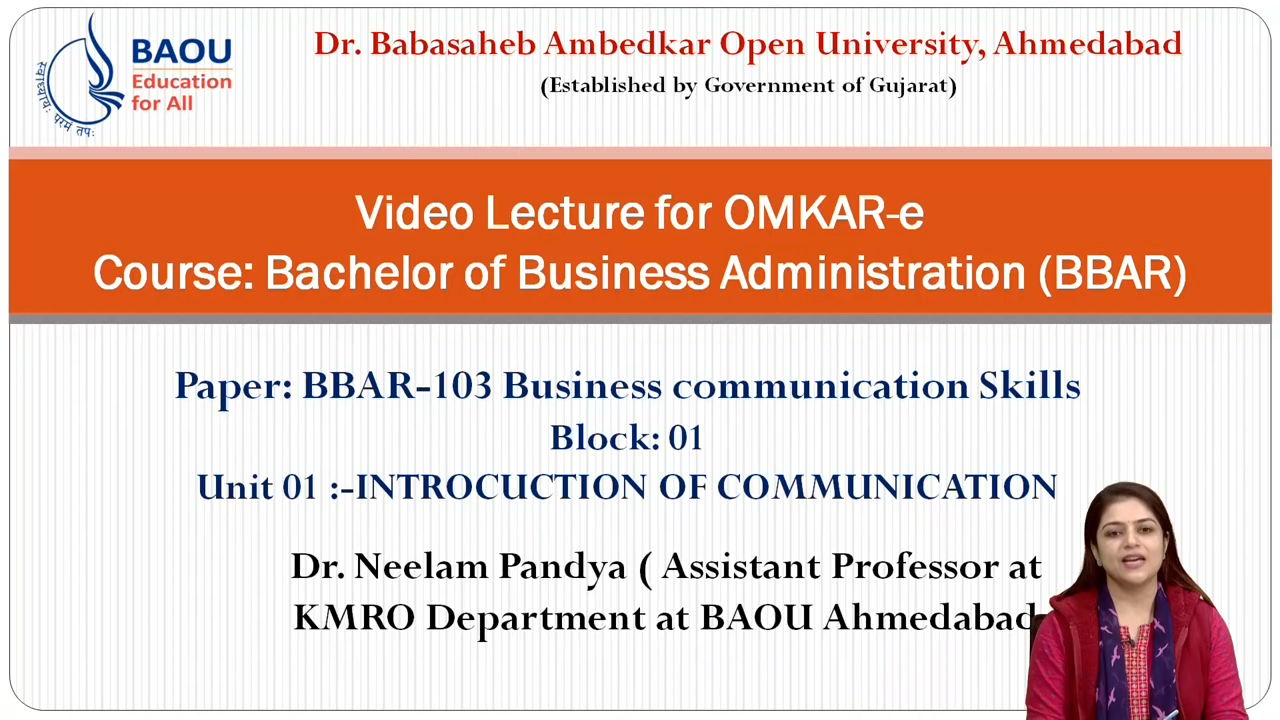 BAOU
Education
for All
स्वाध्यायः परमं तपः
Dr. Babasaheb Ambedkar Open University, Ahmedabad
(Established by Government of Gujarat)
Video Lecture for OMKAR-e
Course: Bachelor of Business Administration (BBAR)
Paper: BBAR-103 Business communication Skills
Block: 01
Unit 01 :-INTROCUCTION OF COMMUNICATION
Dr. Neelam Pandya ( Assistant Professor at
KMRO Department at BAOU Ahmedabad